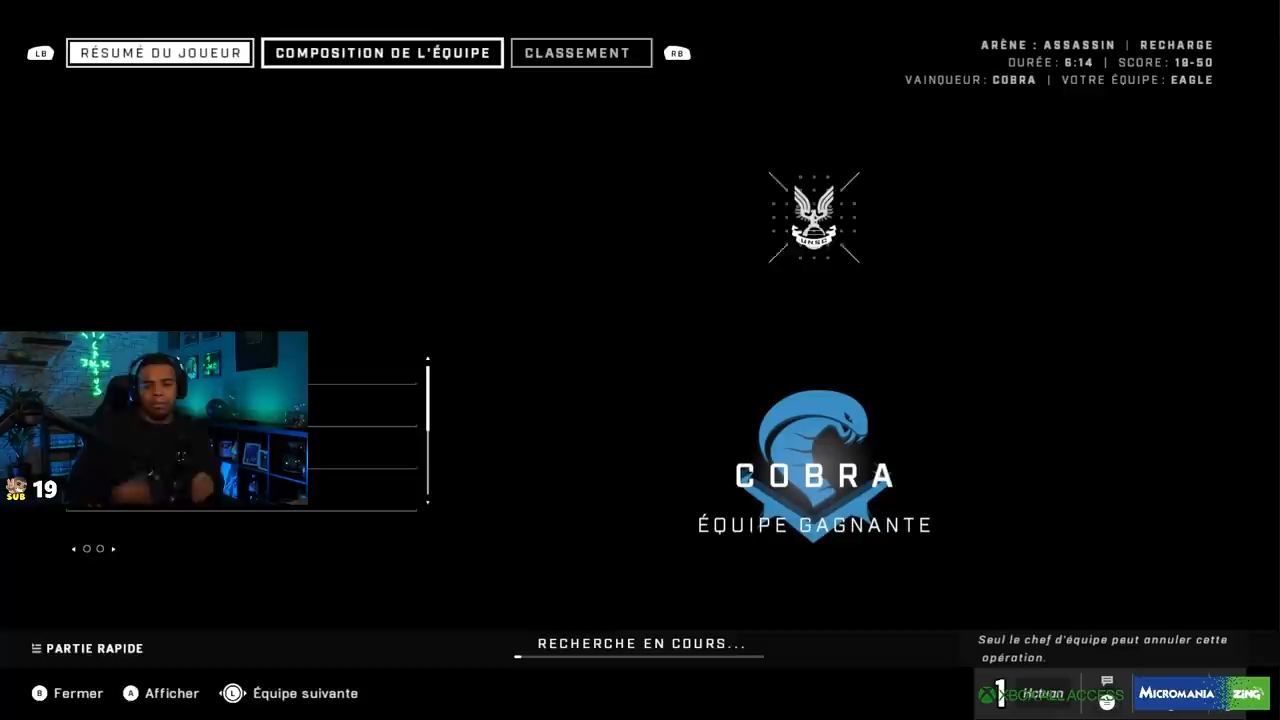 LB RÉSUMÉ DU JOUEUR COMPOSITION DE L'ÉQUIPE CLASSEMENT RB
ARÈNE : ASSASSIN | RECHARGE
DURÉE : 6:14 | SCORE : 19-50
VAINQUEUR : COBRA | VOTRE ÉQUIPE : EAGLE
UNSC
SUB 19
COBRA
ÉQUIPE GAGNANTE
PARTIE RAPIDE
RECHERCHE EN COURS...
Seul le chef d'équipe peut annuler cette
opération.
B Fermer A Afficher L Équipe suivante
1 XBOX ALL ACCESS MICROMANIA ZING